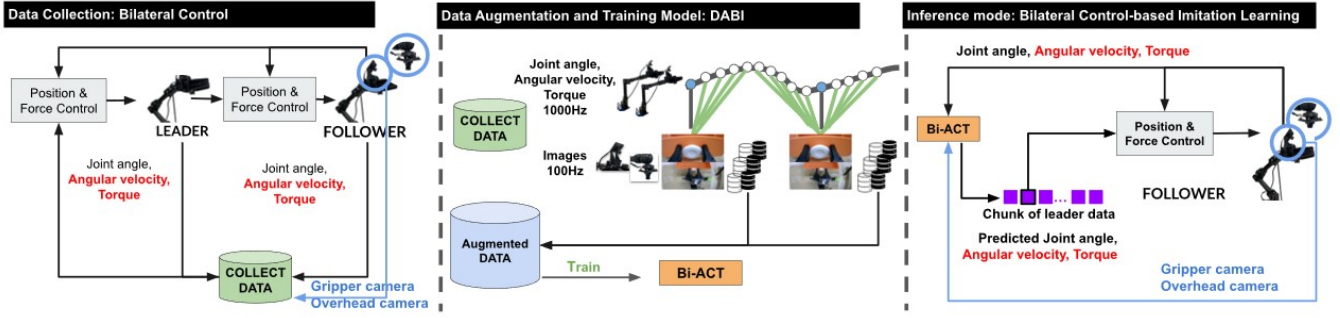 Data Collection: Bilateral Control
Position &
Force Control
LEADER
Position &
Force Control
FOLLOWER
Joint angle,
Angular velocity,
Torque
Joint angle,
Angular velocity,
Torque
COLLECT
DATA
Gripper camera
Overhead camera
Data Augmentation and Training Model: DABI
Joint angle,
Angular velocity,
Torque
1000Hz
COLLECT
DATA
Images
100Hz
Augmented
DATA
Train
Bi-ACT
Inference mode: Bilateral Control-based Imitation Learning
Joint angle, Angular velocity, Torque
Bi-ACT
Position &
Force Control
FOLLOWER
...
Chunk of leader data
Predicted Joint angle,
Angular velocity, Torque
Gripper camera
Overhead camera